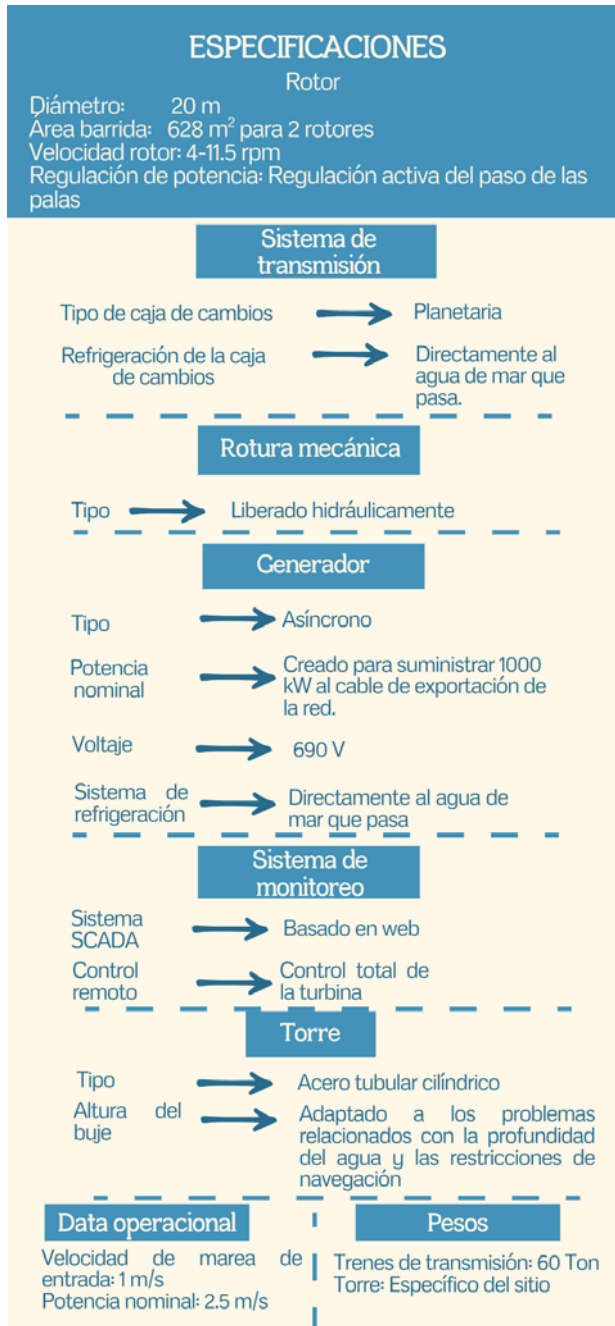 ESPECIFICACIONES
Rotor
Diámetro: 20 m
Área barrida: 628 m² para 2 rotores
Velocidad rotor: 4-11.5 rpm
Regulación de potencia: Regulación activa del paso de las
palas
Sistema de
transmisión
Tipo de caja de cambios Planetaria
Refrigeración de la caja
de cambios
Directamente al
agua de mar que
pasa.
Rotura mecánica
Tipo Liberado hidráulicamente
Generador
Tipo Asíncrono
Potencia
nominal
Creado para suministrar 1000
kW al cable de exportación de
la red.
Voltaje 690 V
Sistema de
refrigeración
Directamente al agua de
mar que pasa
Sistema de
monitoreo
Sistema
SCADA
Basado en web
Control
remoto
Control total de
la turbina
Torre
Tipo Acero tubular cilíndrico
Altura del
buje
Adaptado a los problemas
relacionados con la profundidad
del agua y las restricciones de
navegación
Data operacional
Velocidad de marea de
entrada: 1 m/s
Potencia nominal: 2.5 m/s
Pesos
Trenes de transmisión: 60 Ton
Torre: Específico del sitio